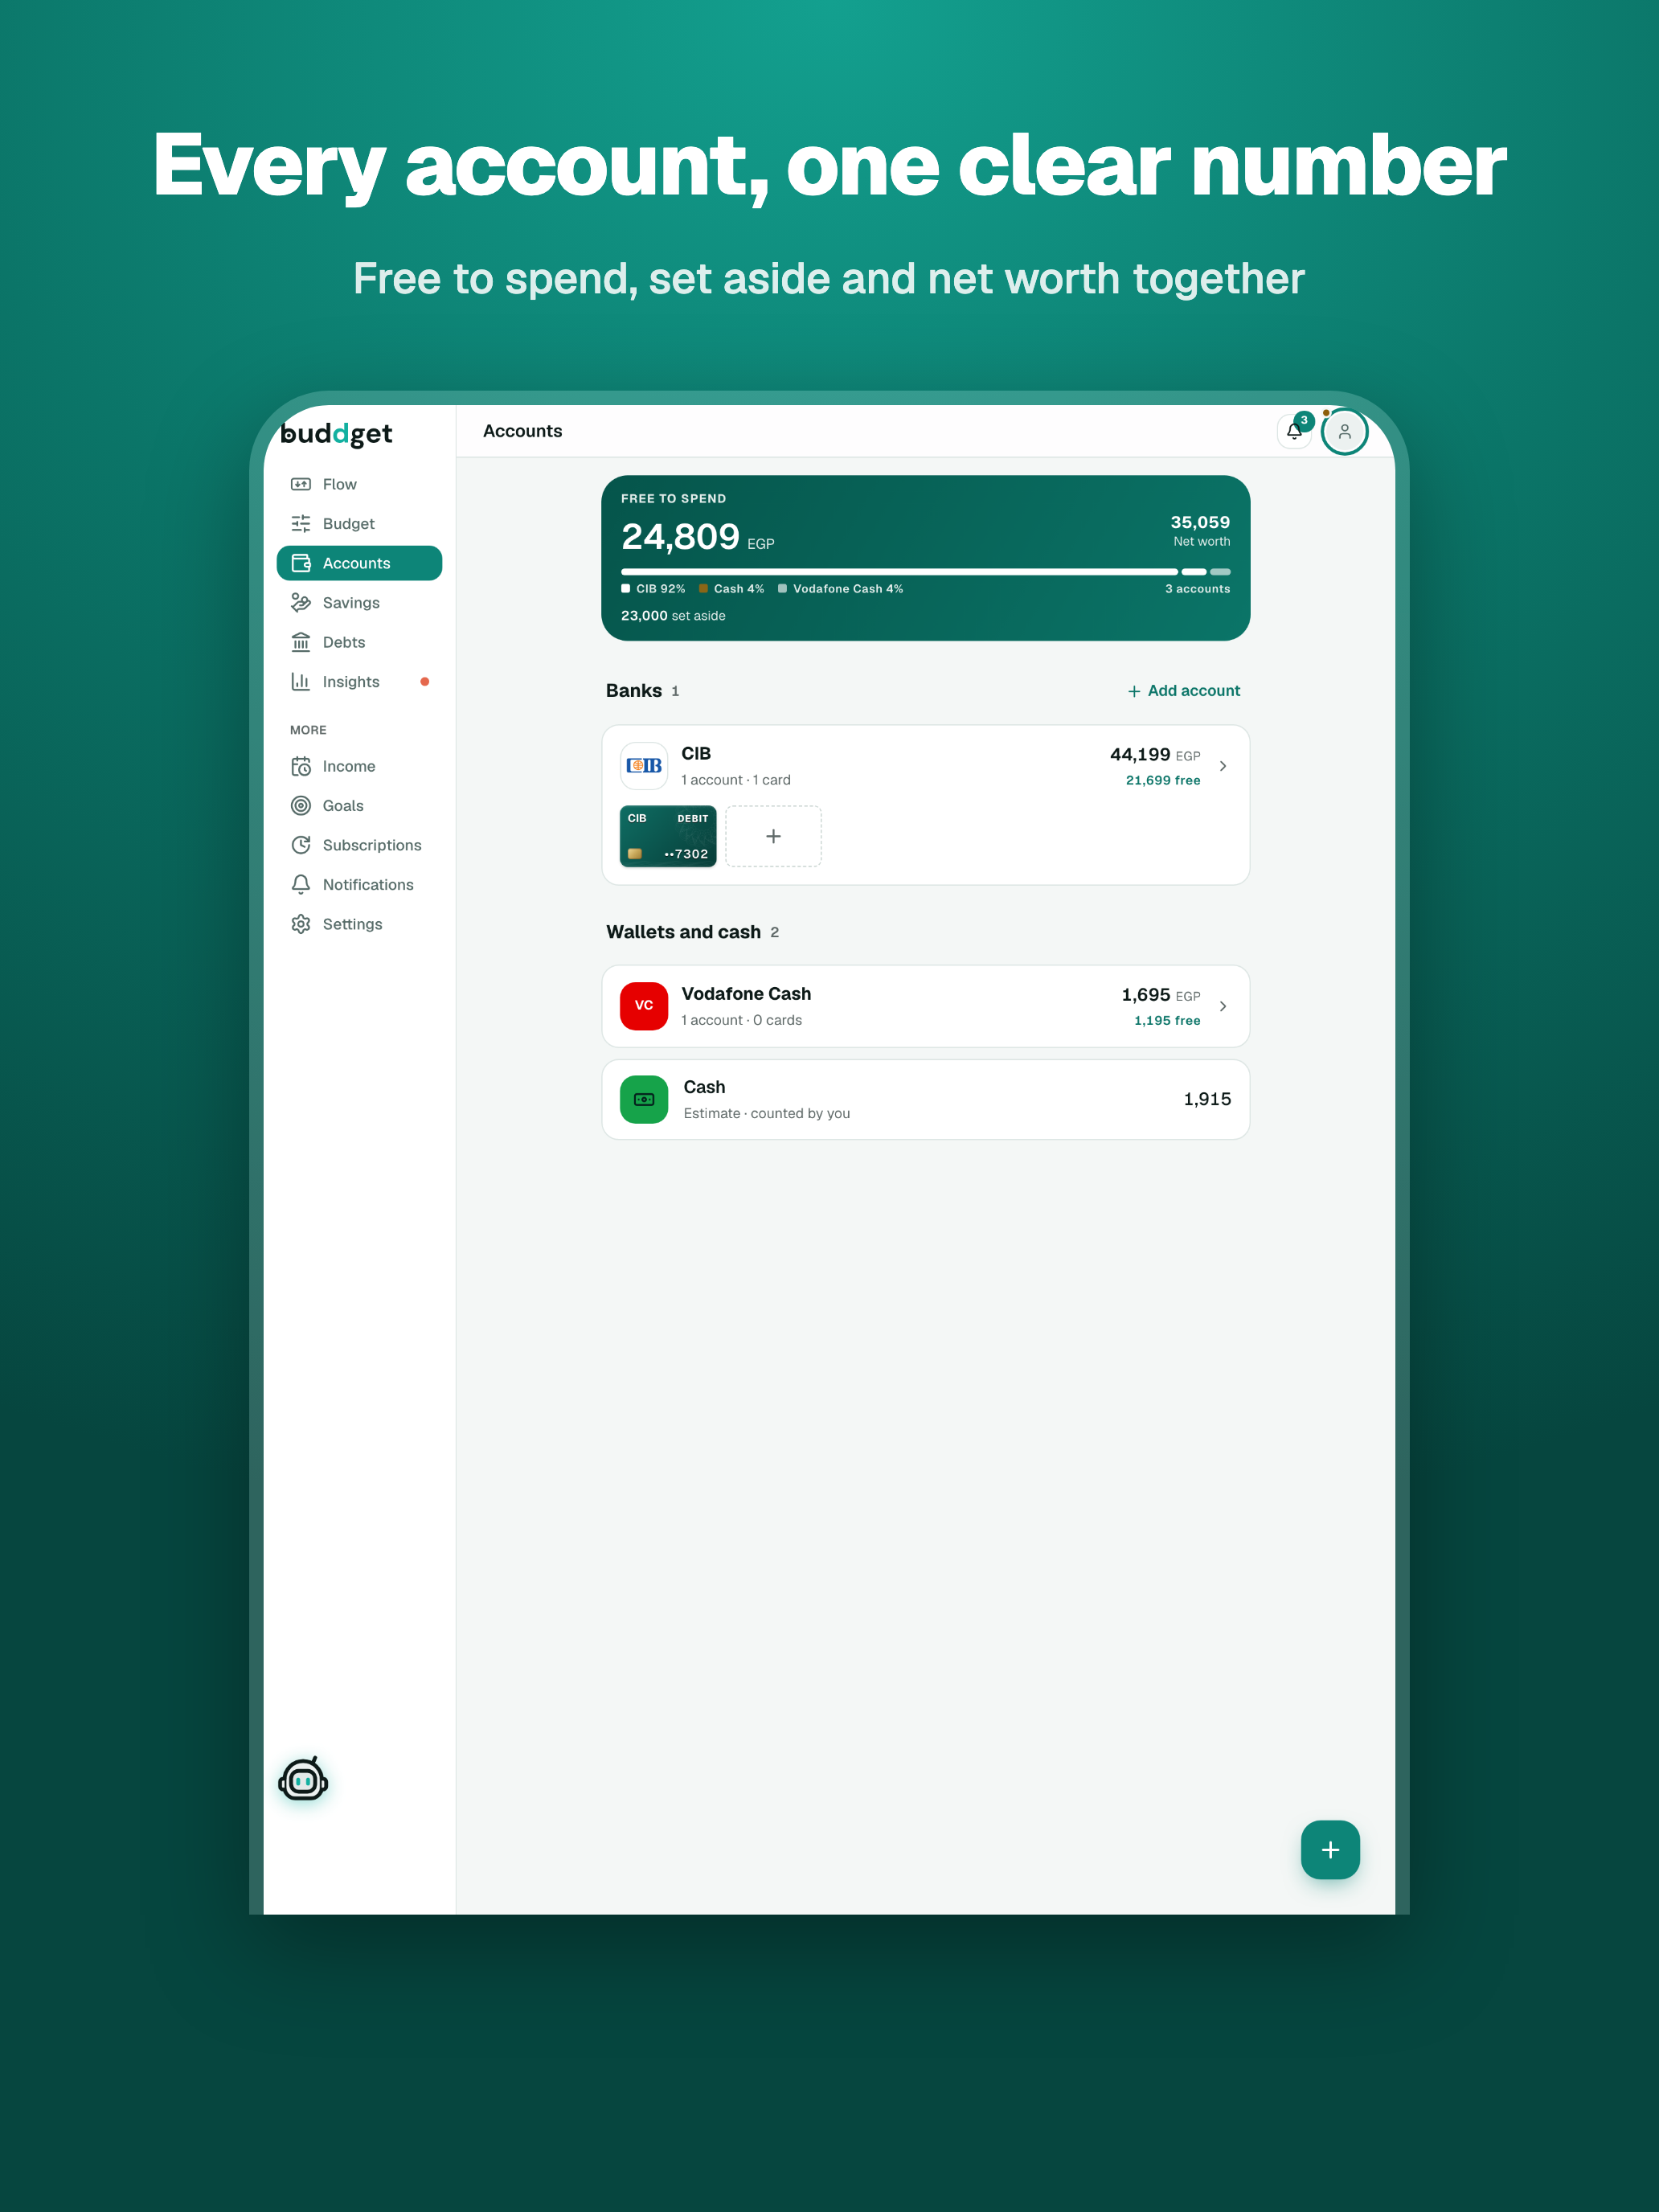 Every account, one clear number
Free to spend, set aside and net worth together
buddget
Accounts
3
Flow
Budget
Accounts
Savings
Debts
Insights
MORE
Income
Goals
Subscriptions
Notifications
Settings
FREE TO SPEND
24,809 EGP
35,059
Net worth
CIB 92% Cash 4% Vodafone Cash 4%
3 accounts
23,000 set aside
Banks 1
+ Add account
CIB
CIB
1 account · 1 card
44,199 EGP
21,699 free
CIB DEBIT
••7302
+
Wallets and cash 2
VC
Vodafone Cash
1 account · 0 cards
1,695 EGP
1,195 free
Cash
Estimate · counted by you
1,915
+